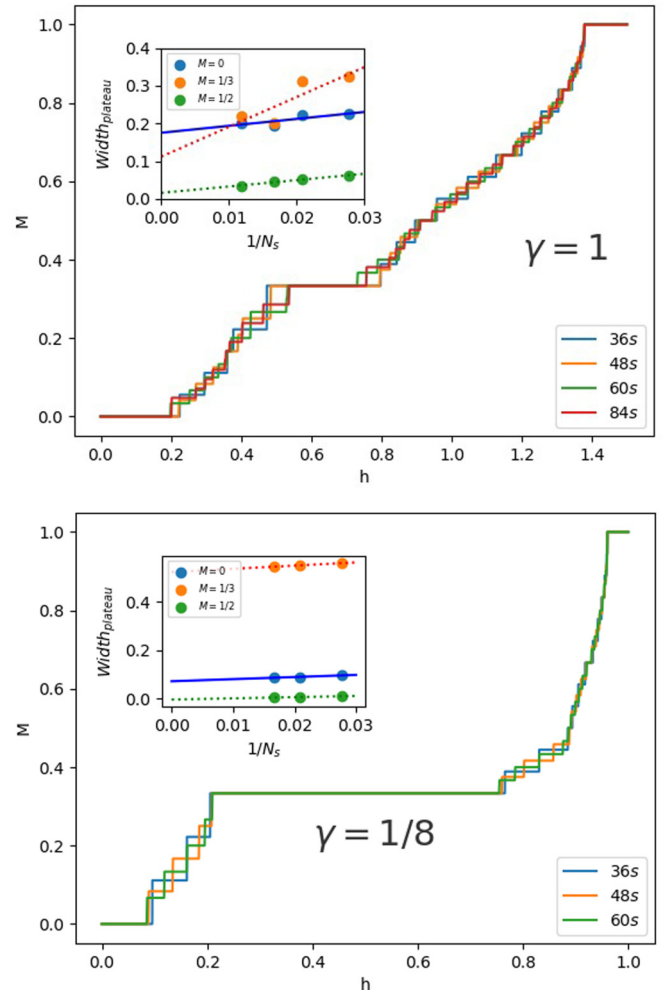 1.0
0.8
0.6
0.4
0.2
0.0
M
0.0 0.2 0.4 0.6 0.8 1.0 1.2 1.4
h
γ = 1
36s
48s
60s
84s
0.4
0.3
0.2
0.1
0.0
Width_plateau
0.00 0.01 0.02 0.03
1/N_s
M = 0
M = 1/3
M = 1/2
1.0
0.8
0.6
0.4
0.2
0.0
M
0.0 0.2 0.4 0.6 0.8 1.0
h
γ = 1/8
36s
48s
60s
0.4
0.2
0.0
Width_plateau
0.00 0.01 0.02 0.03
1/N_s
M = 0
M = 1/3
M = 1/2